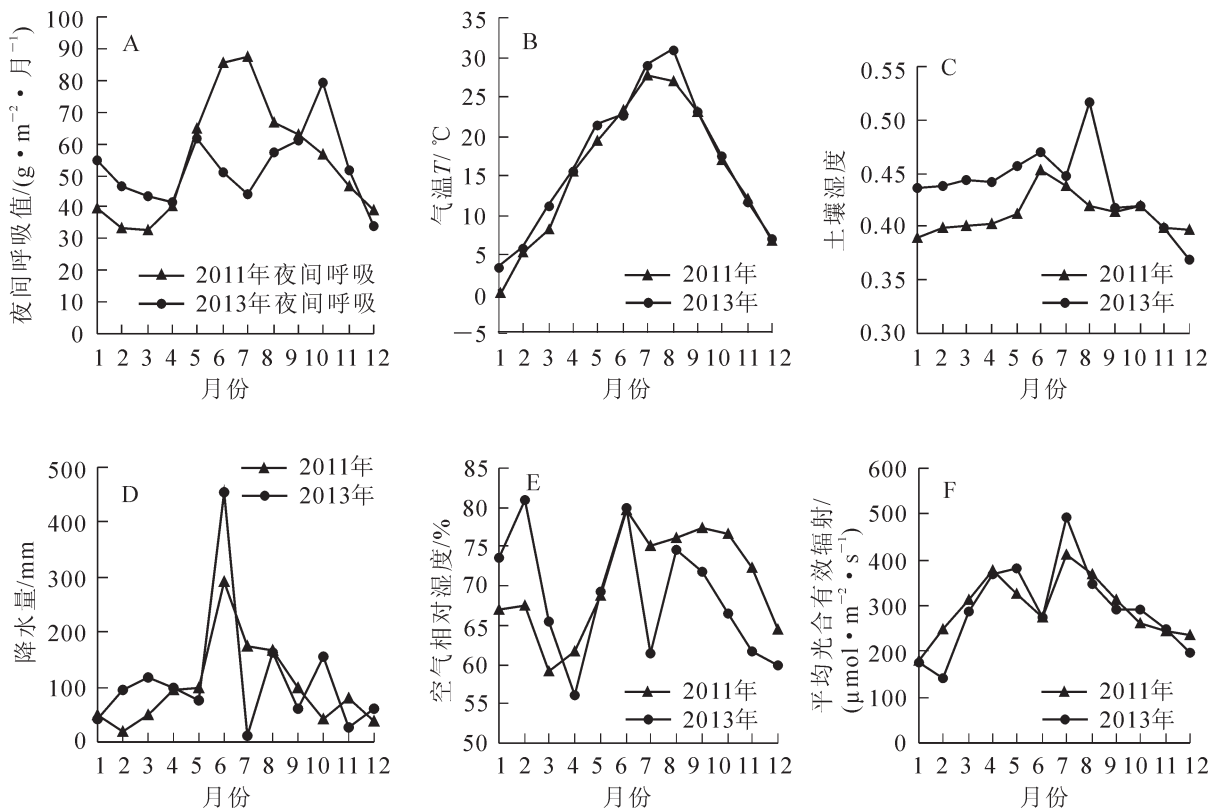 A
夜间呼吸值/(g·m⁻²·月⁻¹)
100
90
80
70
60
50
40
30
20
10
0
2011年夜间呼吸
2013年夜间呼吸
1 2 3 4 5 6 7 8 9 10 11 12
月份
B
气温T/℃
35
30
25
20
15
10
5
0
-5
2011年
2013年
1 2 3 4 5 6 7 8 9 10 11 12
月份
C
土壤湿度
0.55
0.50
0.45
0.40
0.35
0.30
2011年
2013年
1 2 3 4 5 6 7 8 9 10 11 12
月份
D
降水量/mm
500
400
300
200
100
0
2011年
2013年
1 2 3 4 5 6 7 8 9 10 11 12
月份
E
空气相对湿度/%
85
80
75
70
65
60
55
50
2011年
2013年
1 2 3 4 5 6 7 8 9 10 11 12
月份
F
平均光合有效辐射/
(μmol·m⁻²·s⁻¹)
600
500
400
300
200
100
0
2011年
2013年
1 2 3 4 5 6 7 8 9 10 11 12
月份